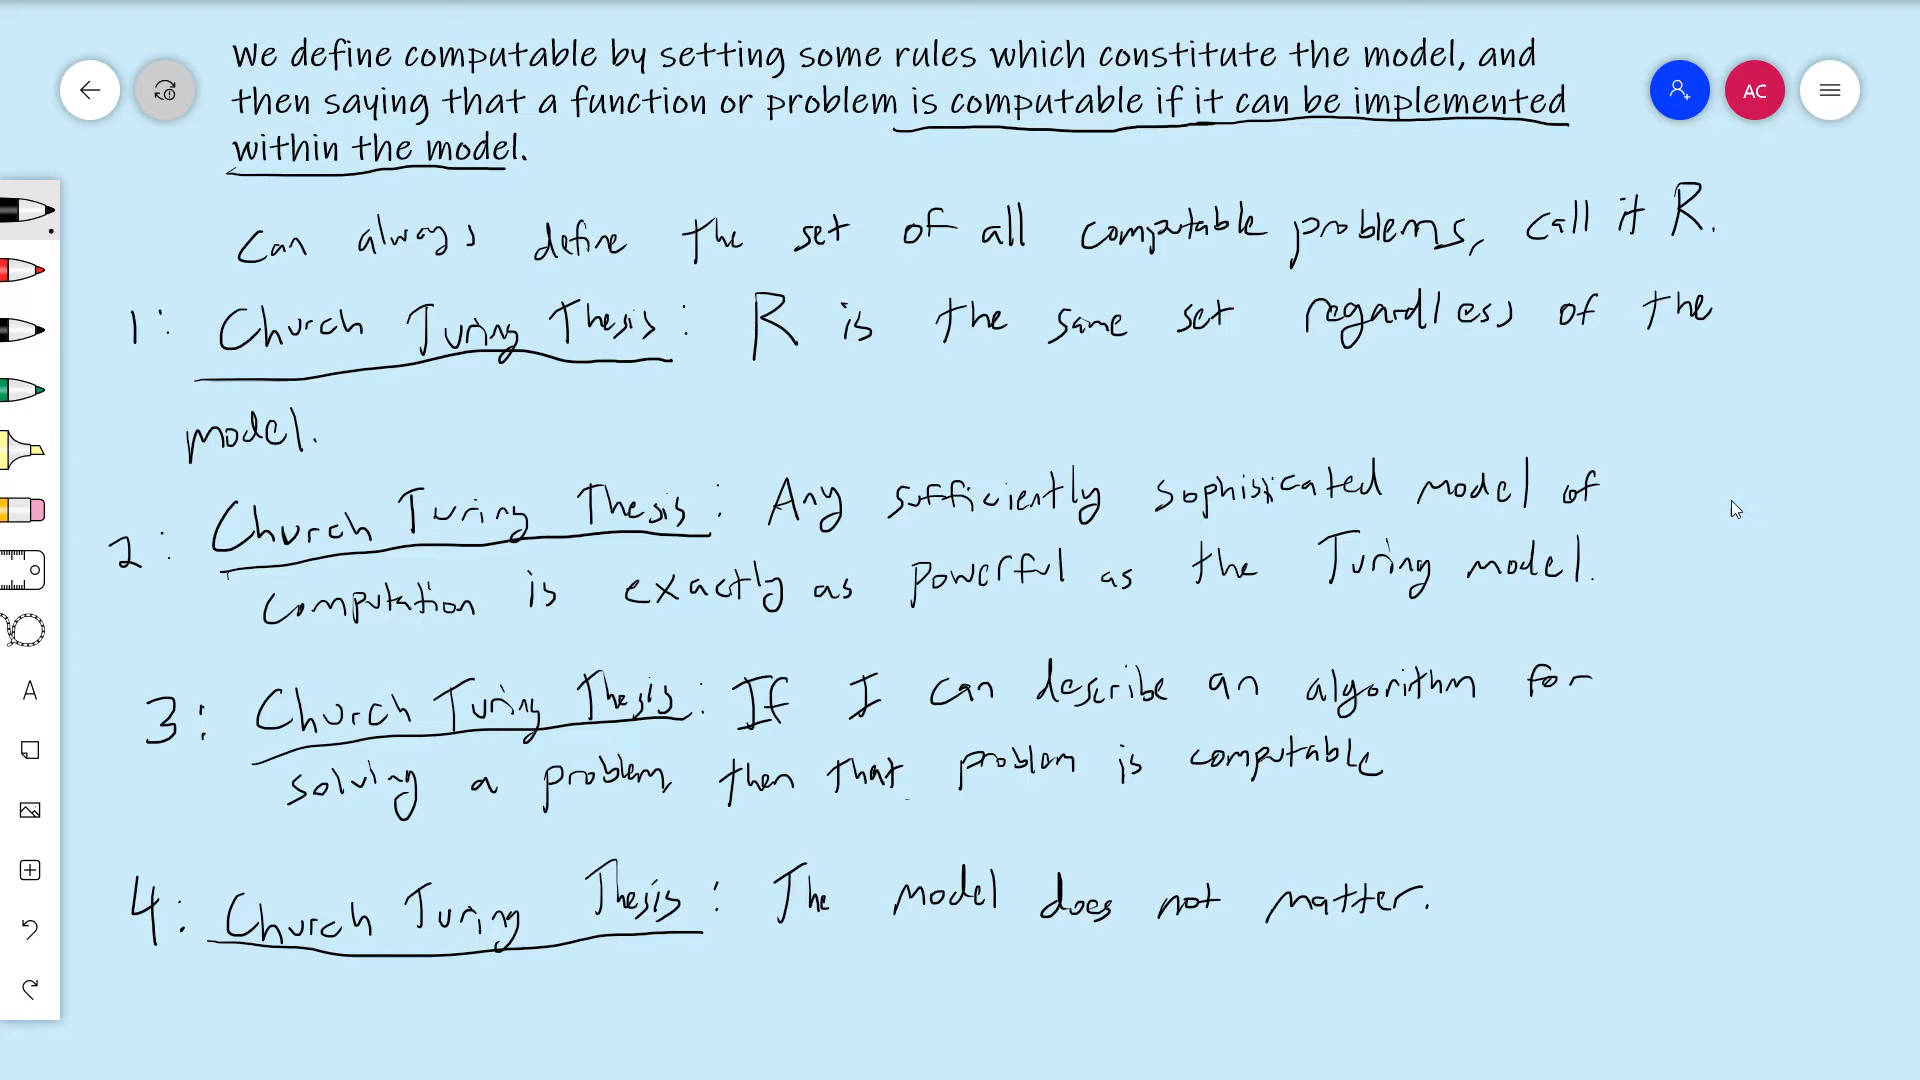 We define computable by setting some rules which constitute the model, and
then saying that a function or problem is computable if it can be implemented
within the model.
AC
Can always define the set of all computable problems, call it R.
1: Church Turing Thesis: R is the same set regardless of the
model.
2: Church Turing Thesis: Any sufficiently sophisticated model of
computation is exactly as powerful as the Turing model.
3: Church Turing Thesis: If I can describe an algorithm for
solving a problem, then that problem is computable
4: Church Turing Thesis: The model does not matter.
A